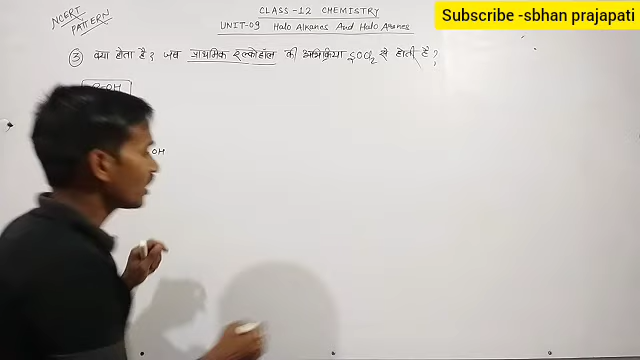 NCERT PATTERN
CLASS-12 CHEMISTRY
UNIT-09 Halo Alkanes And Halo Arenes
Subscribe -sbhan prajapati
③ क्या होता है? जब प्राथमिक एल्कोहॉल की अभिक्रिया SOCl₂ से होती है?
R-OH
OH